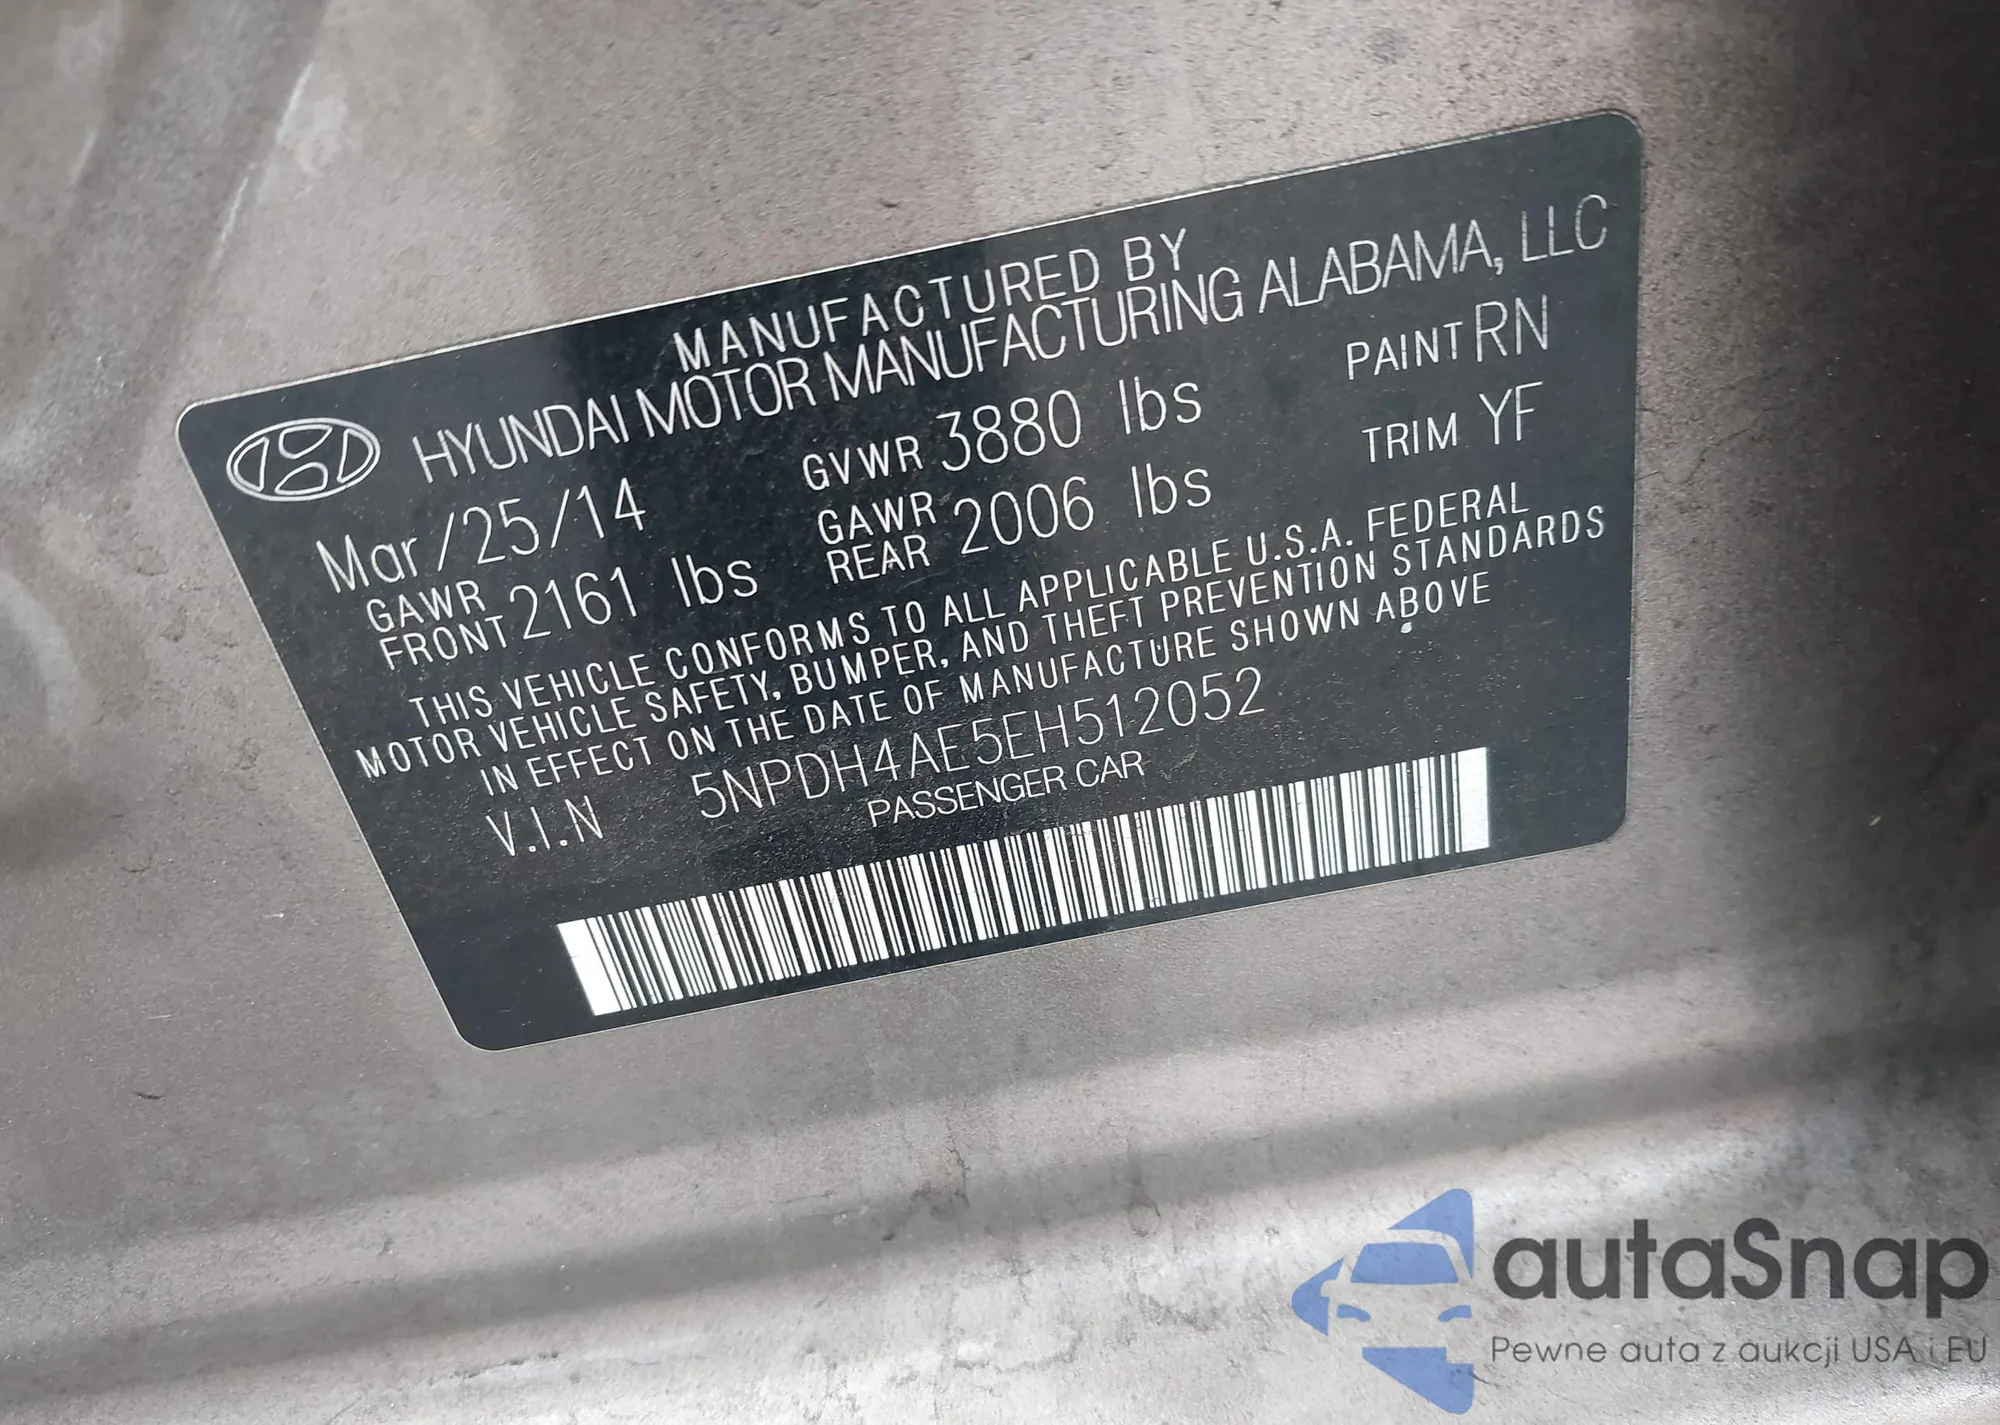 MANUFACTURED BY
HYUNDAI MOTOR MANUFACTURING ALABAMA, LLC
Mar/25/14 GVWR 3880 lbs PAINT RN
GAWR FRONT 2161 lbs GAWR REAR 2006 lbs TRIM YF
THIS VEHICLE CONFORMS TO ALL APPLICABLE U.S.A. FEDERAL
MOTOR VEHICLE SAFETY, BUMPER, AND THEFT PREVENTION STANDARDS
IN EFFECT ON THE DATE OF MANUFACTURE SHOWN ABOVE
V.I.N 5NPDH4AE5EH512052
PASSENGER CAR
autaSnap
Pewne auta z aukcji USA i EU